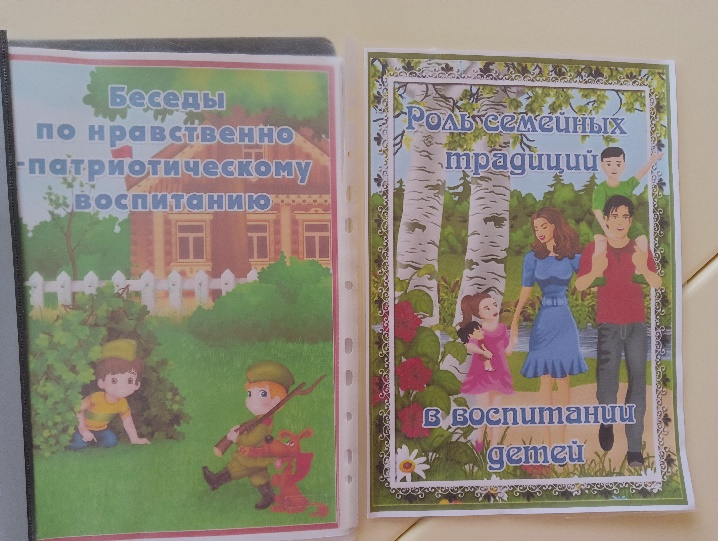 Беседы
по нравственно
-патриотическому
воспитанию
Роль семейных
традиций
в воспитании
детей